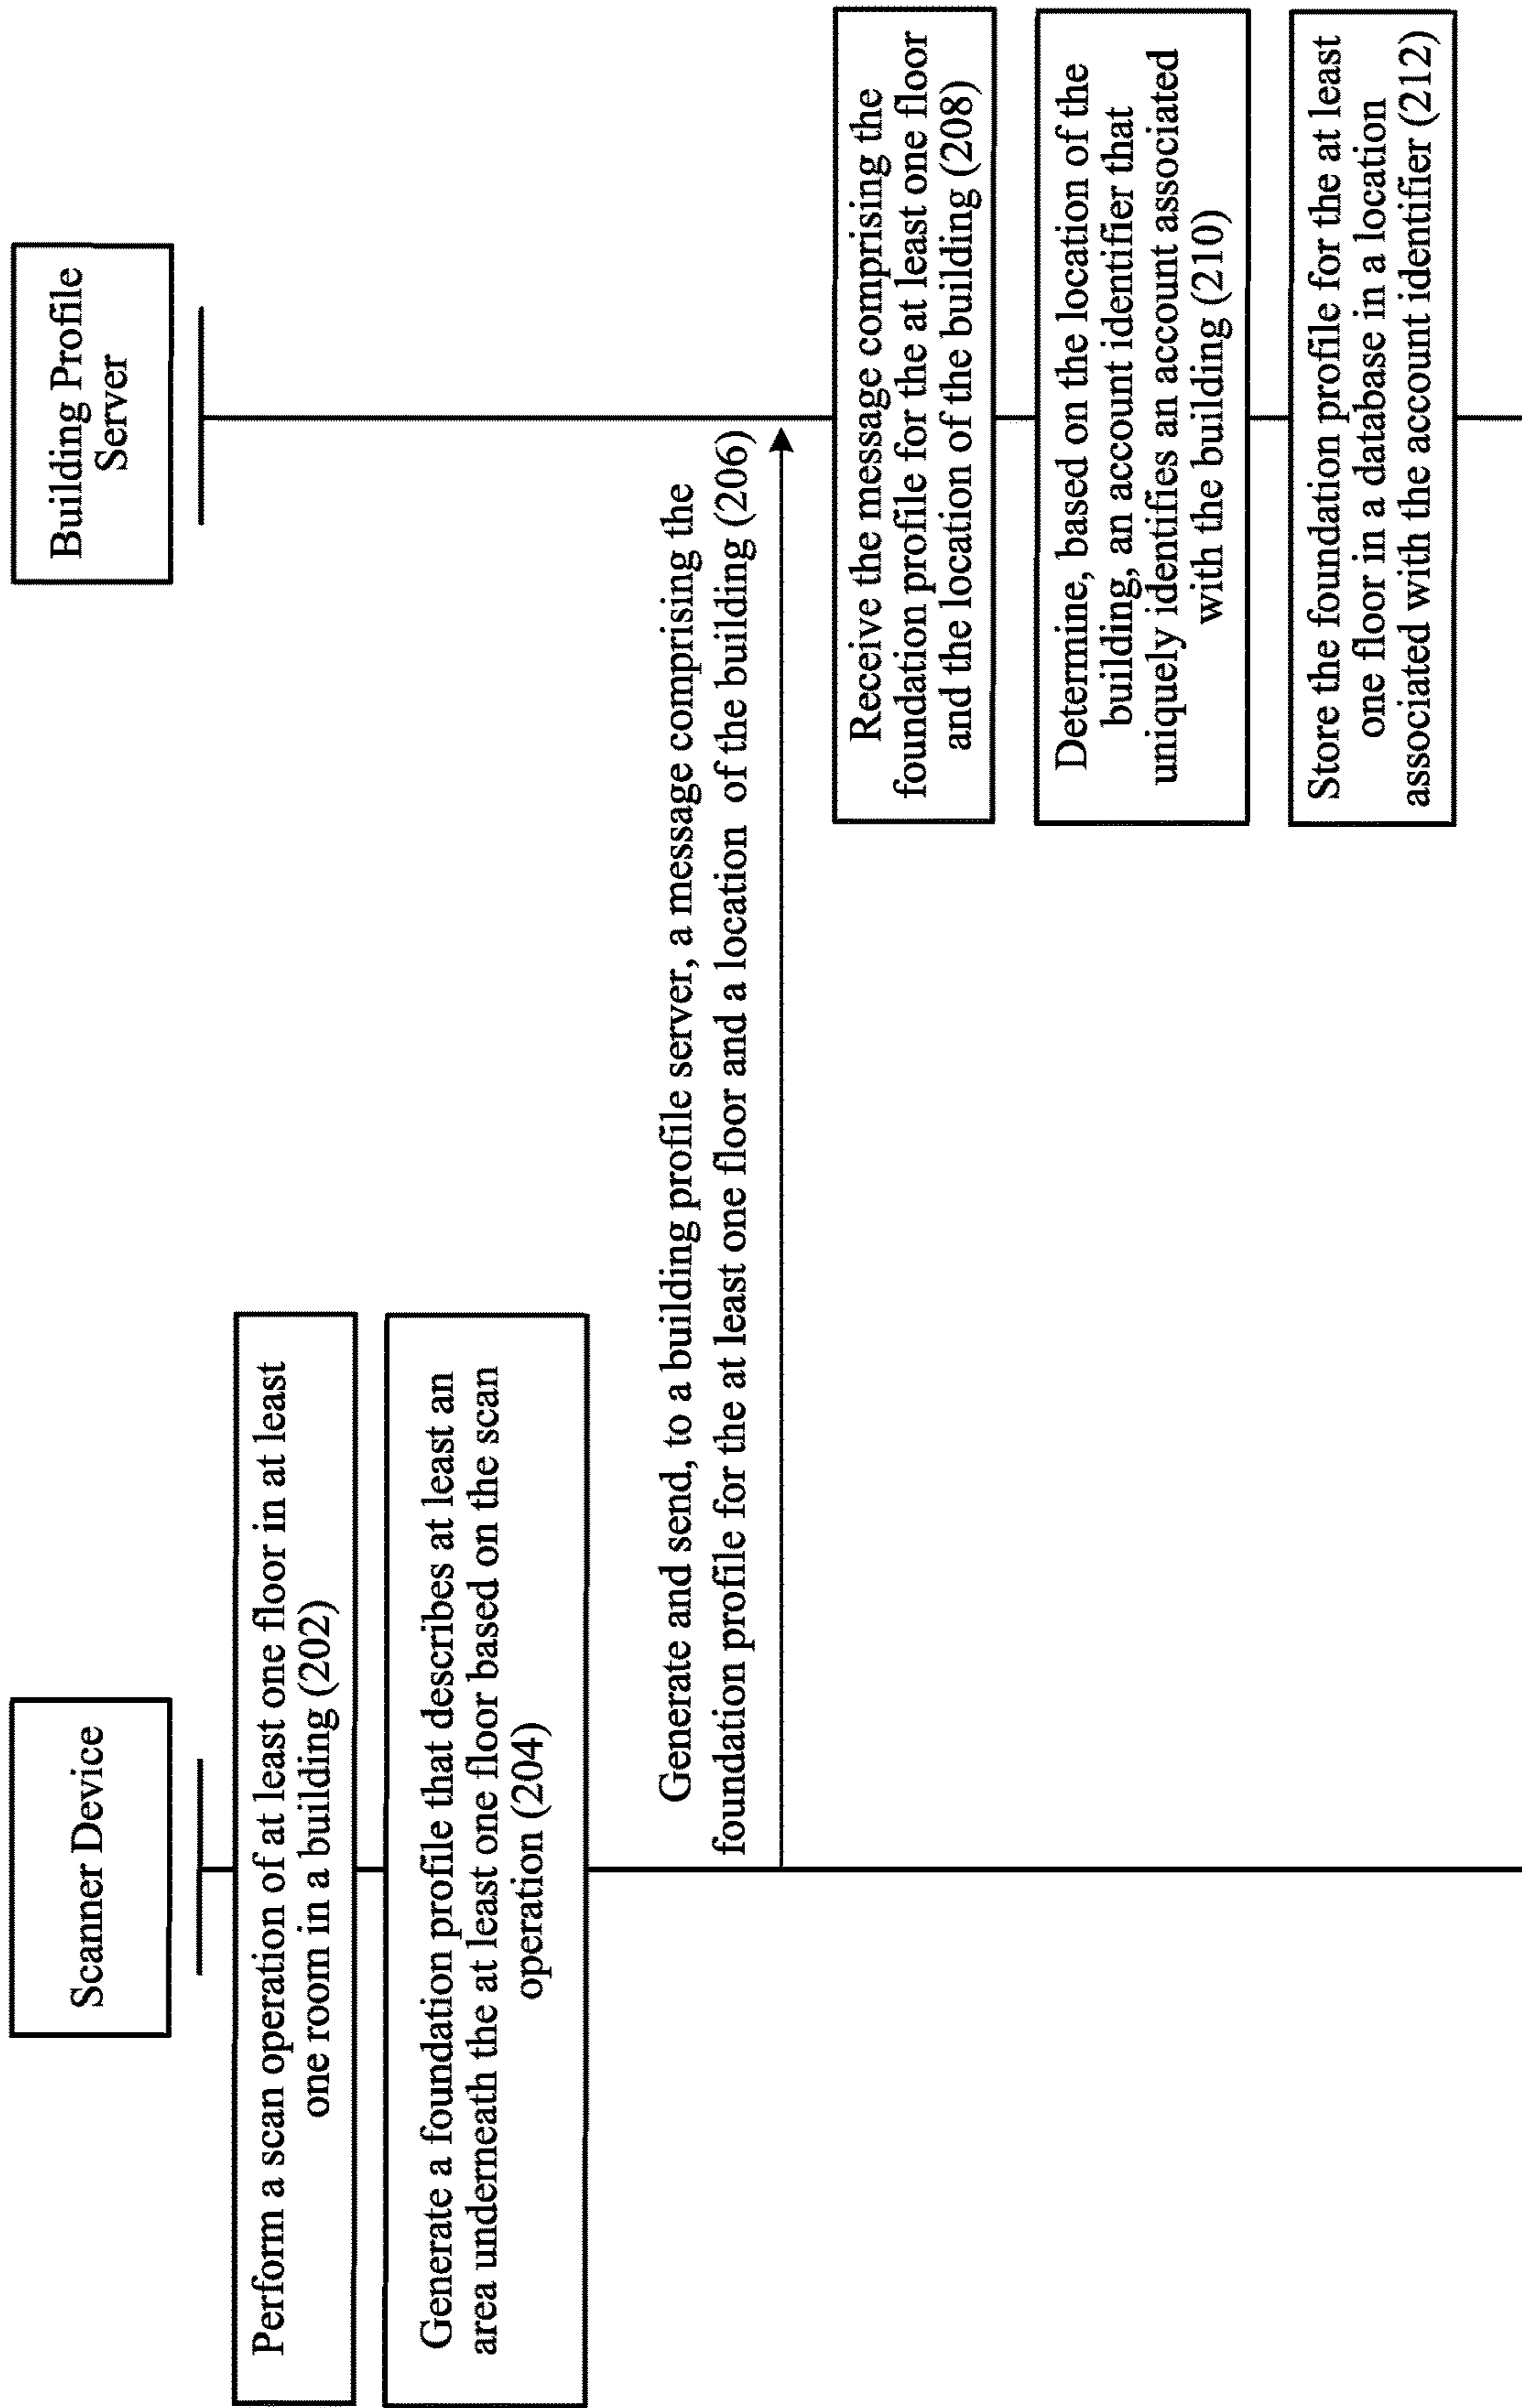 Scanner Device
Building Profile
Server
Perform a scan operation of at least one floor in at least
one room in a building (202)
Generate a foundation profile that describes at least an
area underneath the at least one floor based on the scan
operation (204)
Generate and send, to a building profile server, a message comprising the
foundation profile for the at least one floor and a location of the building (206)
Receive the message comprising the
foundation profile for the at least one floor
and the location of the building (208)
Determine, based on the location of the
building, an account identifier that
uniquely identifies an account associated
with the building (210)
Store the foundation profile for the at least
one floor in a database in a location
associated with the account identifier (212)